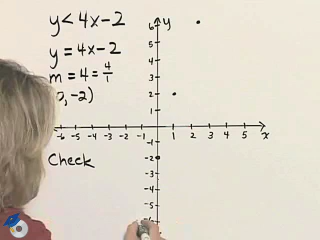 y < 4x - 2
y = 4x - 2
m = 4 = 4/1
, -2)
Check
y
6
5
4
3
2
1
-6 -5 -4 -3 -2 -1 1 2 3 4 5 x
-1
-2
-3
-4
-5
-6